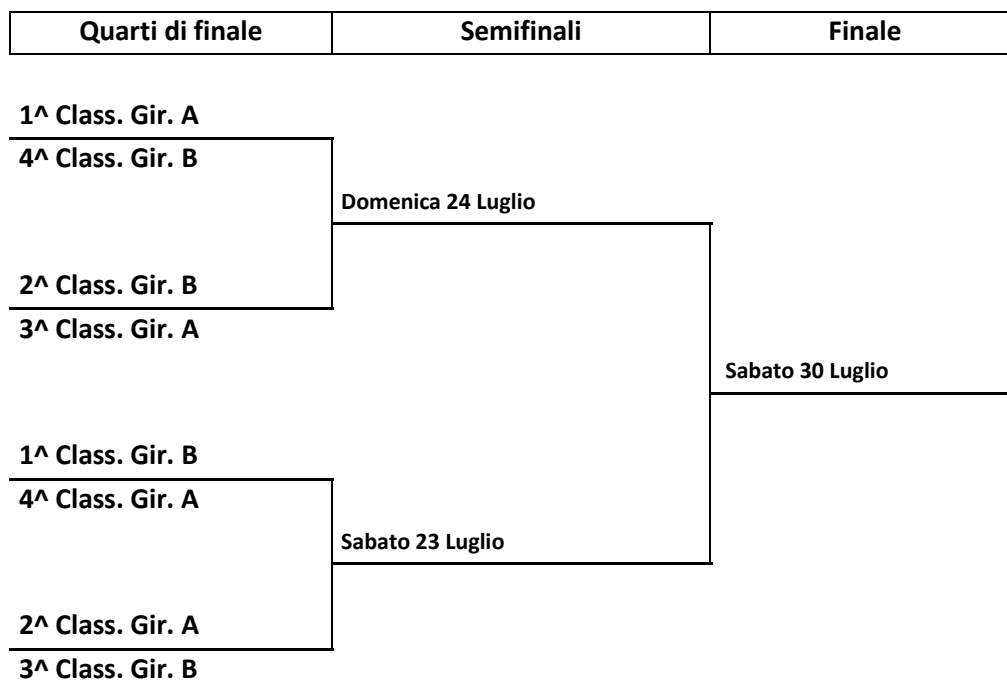 Quarti di finale Semifinali Finale
1^ Class. Gir. A
4^ Class. Gir. B
Domenica 24 Luglio
2^ Class. Gir. B
3^ Class. Gir. A
Sabato 30 Luglio
1^ Class. Gir. B
4^ Class. Gir. A
Sabato 23 Luglio
2^ Class. Gir. A
3^ Class. Gir. B